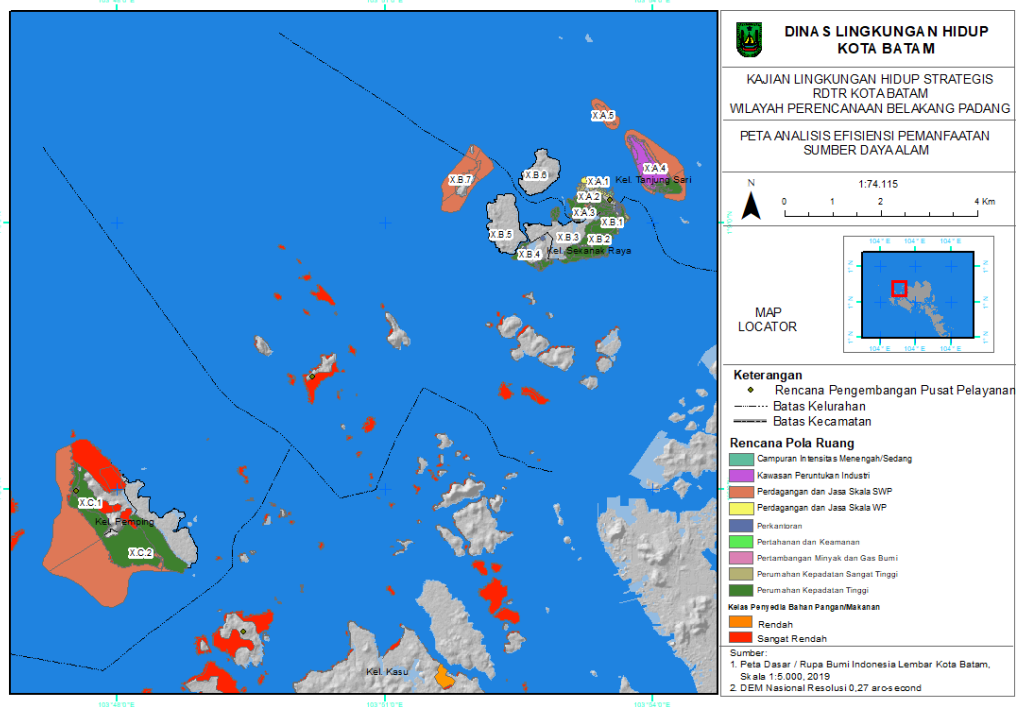 DINAS LINGKUNGAN HIDUP
KOTA BATAM
KAJIAN LINGKUNGAN HIDUP STRATEGIS
RDTR KOTA BATAM
WILAYAH PERENCANAAN BELAKANG PADANG
PETA ANALISIS EFISIENSI PEMANFAATAN
SUMBER DAYA ALAM
N
1:74.115
0 1 2 4 Km
MAP
LOCATOR
Keterangan
Rencana Pengembangan Pusat Pelayanan
Batas Kelurahan
Batas Kecamatan
Rencana Pola Ruang
Campuran Intensitas Menengah/Sedang
Kawasan Peruntukan Industri
Perdagangan dan Jasa Skala SWP
Perdagangan dan Jasa Skala WP
Perkantoran
Pertahanan dan Keamanan
Pertambangan Minyak dan Gas Bumi
Perumahan Kepadatan Sangat Tinggi
Perumahan Kepadatan Tinggi
Kelas Penyedia Bahan Pangan/Makanan
Rendah
Sangat Rendah
Sumber:
1. Peta Dasar / Rupa Bumi Indonesia Lembar Kota Batam,
Skala 1:5.000, 2019
2. DEM Nasional Resolusi 0,27 arc-second
X.A.5
X.A.4
Kel. Tanjung Sari
X.B.7
X.B.6
X.A.1
X.A.2
X.A.3
X.B.1
X.B.5
X.B.3
X.B.2
X.B.4
Kel. Sekanak Raya
X.C.1
Kel. Pemping
X.C.2
Kel. Kasu